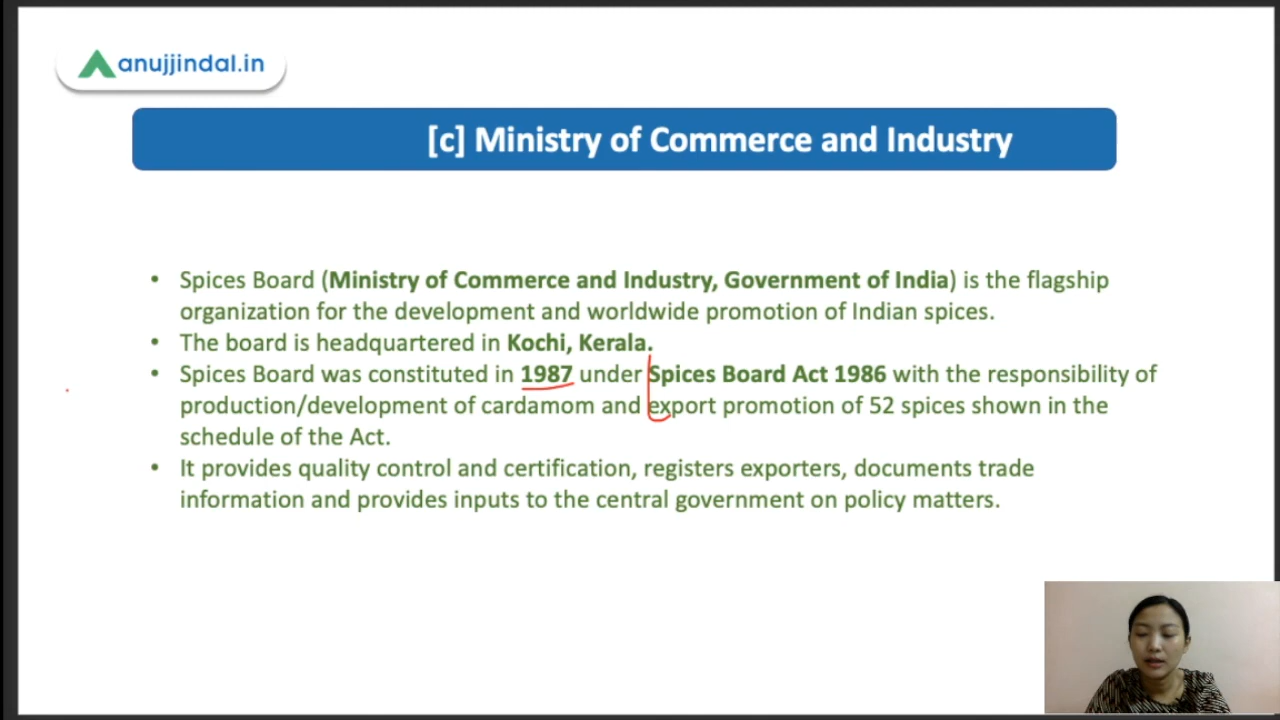 anujjindal.in
[c] Ministry of Commerce and Industry
• Spices Board (Ministry of Commerce and Industry, Government of India) is the flagship
organization for the development and worldwide promotion of Indian spices.
• The board is headquartered in Kochi, Kerala.
• Spices Board was constituted in 1987 under Spices Board Act 1986 with the responsibility of
production/development of cardamom and export promotion of 52 spices shown in the
schedule of the Act.
• It provides quality control and certification, registers exporters, documents trade
information and provides inputs to the central government on policy matters.